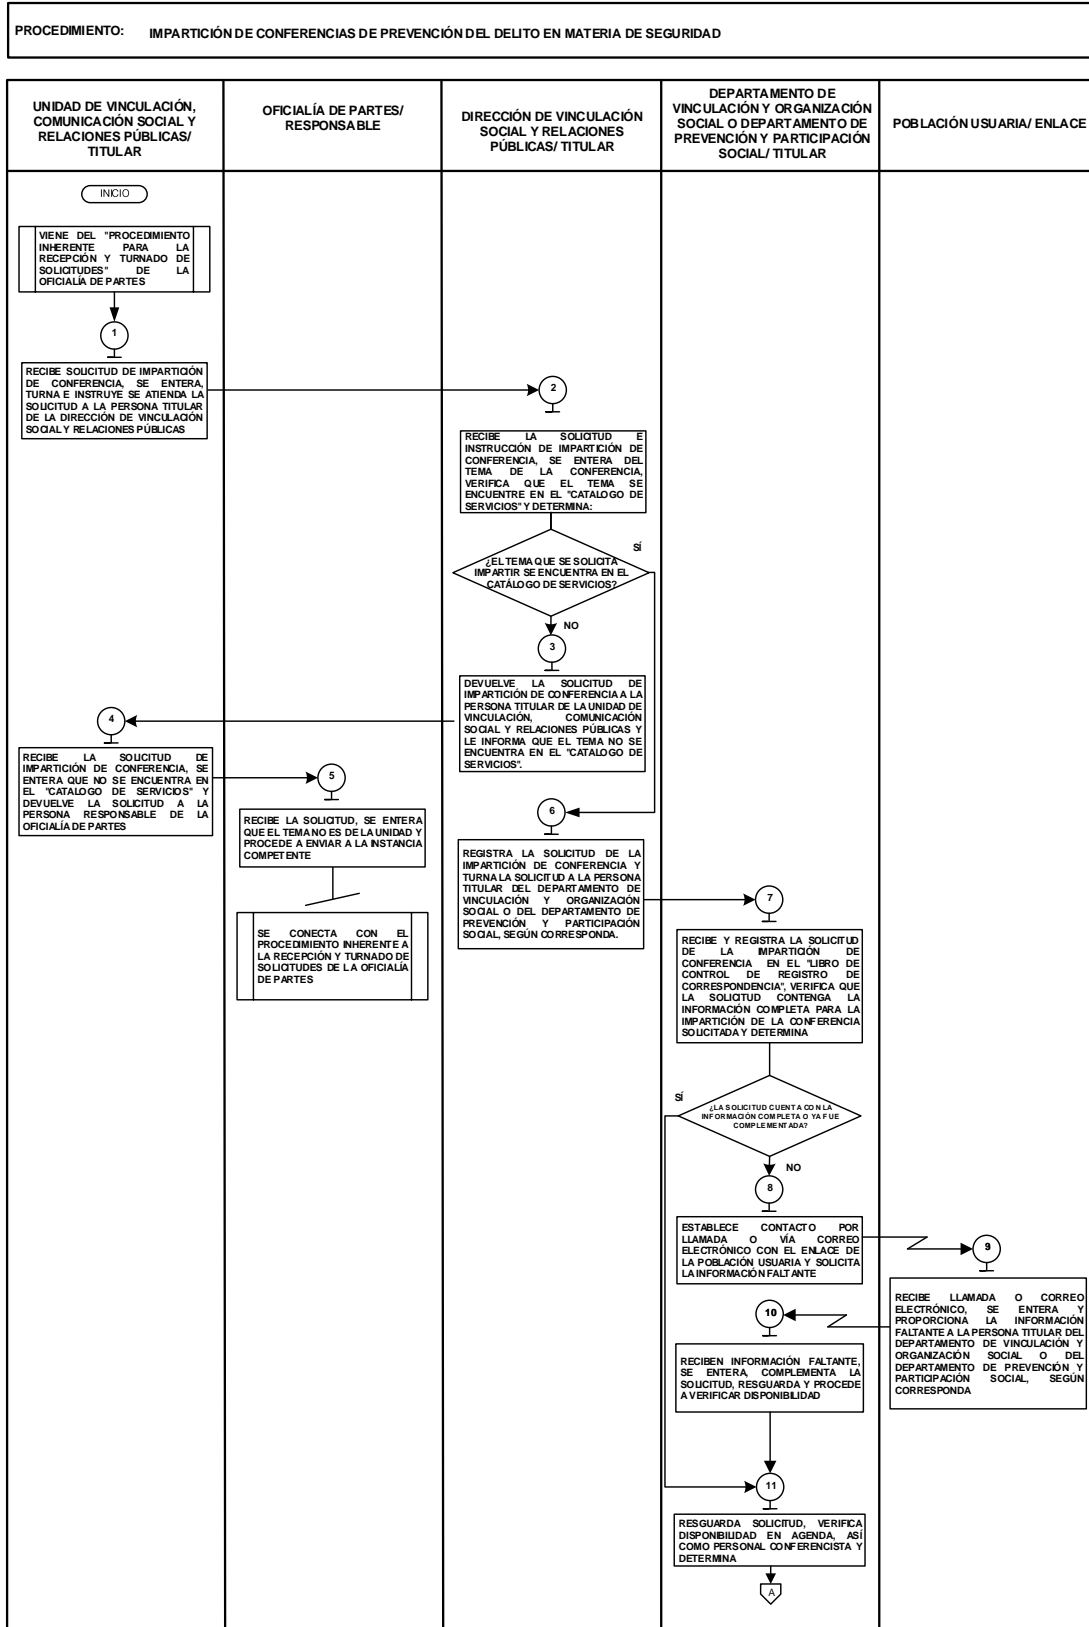 PROCEDIMIENTO: IMPARTICIÓN DE CONFERENCIAS DE PREVENCIÓN DEL DELITO EN MATERIA DE SEGURIDAD
UNIDAD DE VINCULACIÓN,
COMUNICACIÓN SOCIAL Y
RELACIONES PÚBLICAS/
TITULAR
OFICIALÍA DE PARTES/
RESPONSABLE
DIRECCIÓN DE VINCULACIÓN
SOCIAL Y RELACIONES
PÚBLICAS/ TITULAR
DEPARTAMENTO DE
VINCULACIÓN Y ORGANIZACIÓN
SOCIAL O DEPARTAMENTO DE
PREVENCIÓN Y PARTICIPACIÓN
SOCIAL/ TITULAR
POBLACIÓN USUARIA/ ENLACE
INICIO
VIENE DEL "PROCEDIMIENTO
INHERENTE PARA LA
RECEPCIÓN Y TURNADO DE
SOLICITUDES" DE LA
OFICIALÍA DE PARTES
1
RECIBE SOLICITUD DE IMPARTICIÓN
DE CONFERENCIA, SE ENTERA,
TURNA E INSTRUYE SE ATIENDA LA
SOLICITUD A LA PERSONA TITULAR
DE LA DIRECCIÓN DE VINCULACIÓN
SOCIAL Y RELACIONES PÚBLICAS
2
RECIBE LA SOLICITUD E
INSTRUCCIÓN DE IMPARTICIÓN DE
CONFERENCIA, SE ENTERA DEL
TEMA DE LA CONFERENCIA,
VERIFICA QUE EL TEMA SE
ENCUENTRE EN EL "CATALOGO DE
SERVICIOS" Y DETERMINA:
SÍ
¿EL TEMA QUE SE SOLICITA
IMPARTIR SE ENCUENTRA EN EL
CATÁLOGO DE SERVICIOS?
NO
3
DEVUELVE LA SOLICITUD DE
IMPARTICIÓN DE CONFERENCIA A LA
PERSONA TITULAR DE LA UNIDAD DE
VINCULACIÓN, COMUNICACIÓN
SOCIAL Y RELACIONES PÚBLICAS Y
LE INFORMA QUE EL TEMA NO SE
ENCUENTRA EN EL "CATALOGO DE
SERVICIOS".
4
RECIBE LA SOLICITUD DE
IMPARTICIÓN DE CONFERENCIA, SE
ENTERA QUE NO SE ENCUENTRA EN
EL "CATALOGO DE SERVICIOS" Y
DEVUELVE LA SOLICITUD A LA
PERSONA RESPONSABLE DE LA
OFICIALÍA DE PARTES
5
RECIBE LA SOLICITUD, SE ENTERA
QUE EL TEMA NO ES DE LA UNIDAD Y
PROCEDE A ENVIAR A LA INSTANCIA
COMPETENTE
SE CONECTA CON EL
PROCEDIMIENTO INHERENTE A
LA RECEPCIÓN Y TURNADO DE
SOLICITUDES DE LA OFICIALÍA
DE PARTES
6
REGISTRA LA SOLICITUD DE LA
IMPARTICIÓN DE CONFERENCIA Y
TURNA LA SOLICITUD A LA PERSONA
TITULAR DEL DEPARTAMENTO DE
VINCULACIÓN Y ORGANIZACIÓN
SOCIAL O DEL DEPARTAMENTO DE
PREVENCIÓN Y PARTICIPACIÓN
SOCIAL, SEGÚN CORRESPONDA.
7
RECIBE Y REGISTRA LA SOLICITUD
DE LA IMPARTICIÓN DE
CONFERENCIA EN EL "LIBRO DE
CONTROL DE REGISTRO DE
CORRESPONDENCIA", VERIFICA QUE
LA SOLICITUD CONTENGA LA
INFORMACIÓN COMPLETA PARA LA
IMPARTICIÓN DE LA CONFERENCIA
SOLICITADA Y DETERMINA
SÍ
¿LA SOLICITUD CUENTA CON LA
INFORMACIÓN COMPLETA O YA FUE
COMPLEMENTADA?
NO
8
ESTABLECE CONTACTO POR
LLAMADA O VÍA CORREO
ELECTRÓNICO CON EL ENLACE DE
LA POBLACIÓN USUARIA Y SOLICITA
LA INFORMACIÓN FALTANTE
9
RECIBE LLAMADA O CORREO
ELECTRÓNICO, SE ENTERA Y
PROPORCIONA LA INFORMACIÓN
FALTANTE A LA PERSONA TITULAR DEL
DEPARTAMENTO DE VINCULACIÓN Y
ORGANIZACIÓN SOCIAL O DEL
DEPARTAMENTO DE PREVENCIÓN Y
PARTICIPACIÓN SOCIAL, SEGÚN
CORRESPONDA
10
RECIBEN INFORMACIÓN FALTANTE,
SE ENTERA, COMPLEMENTA LA
SOLICITUD, RESGUARDA Y PROCEDE
A VERIFICAR DISPONIBILIDAD
11
RESGUARDA SOLICITUD, VERIFICA
DISPONIBILIDAD EN AGENDA, ASÍ
COMO PERSONAL CONFERENCISTA Y
DETERMINA
A